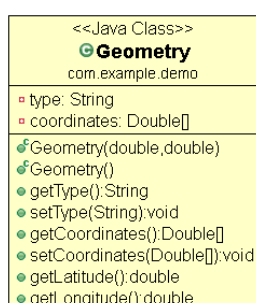 <<Java Class>>
Geometry
com.example.demo
type: String
coordinates: Double[]
Geometry(double,double)
Geometry()
getType():String
setType(String):void
getCoordinates():Double[]
setCoordinates(Double[]):void
getLatitude():double
getLongitude():double